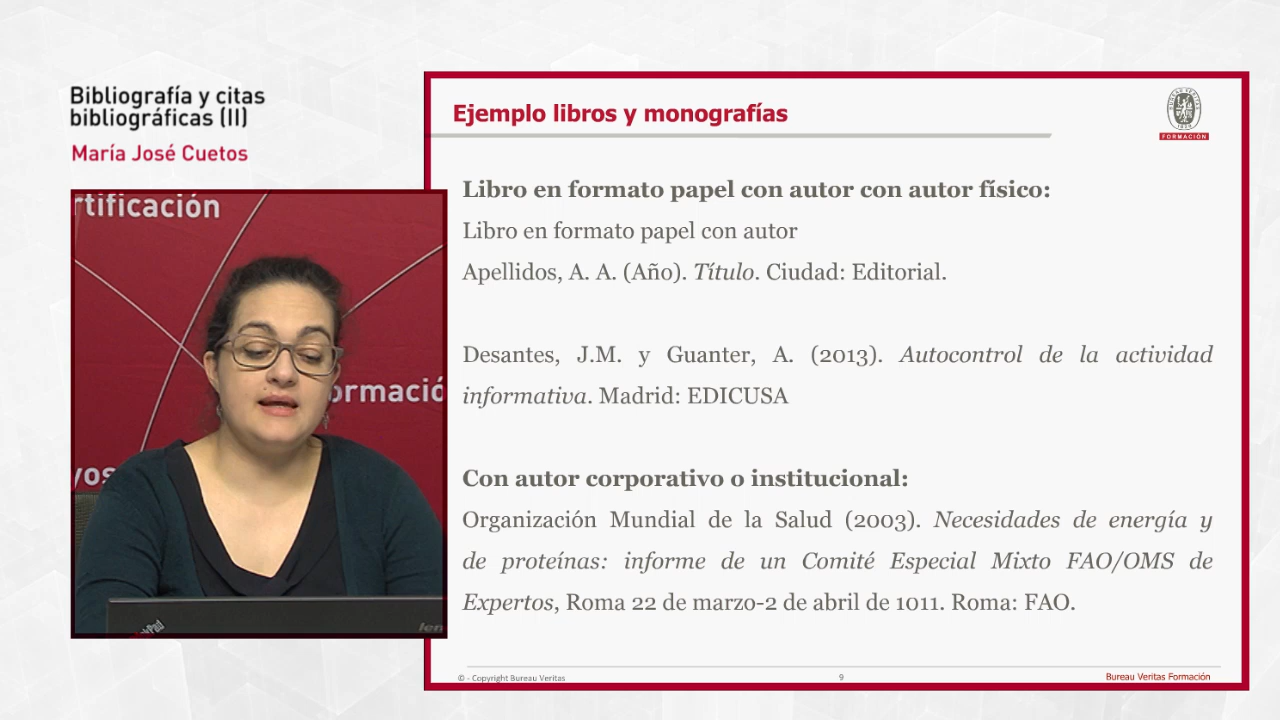 Bibliografía y citas
bibliográficas (II)
María José Cuetos
rtificación
ormació
yos
Ejemplo libros y monografías
BUREAU VERITAS
1828
FORMACIÓN
Libro en formato papel con autor con autor físico:
Libro en formato papel con autor
Apellidos, A. A. (Año). Título. Ciudad: Editorial.
Desantes, J.M. y Guanter, A. (2013). Autocontrol de la actividad
informativa. Madrid: EDICUSA
Con autor corporativo o institucional:
Organización Mundial de la Salud (2003). Necesidades de energía y
de proteínas: informe de un Comité Especial Mixto FAO/OMS de
Expertos, Roma 22 de marzo-2 de abril de 1011. Roma: FAO.
© - Copyright Bureau Veritas
9
Bureau Veritas Formación